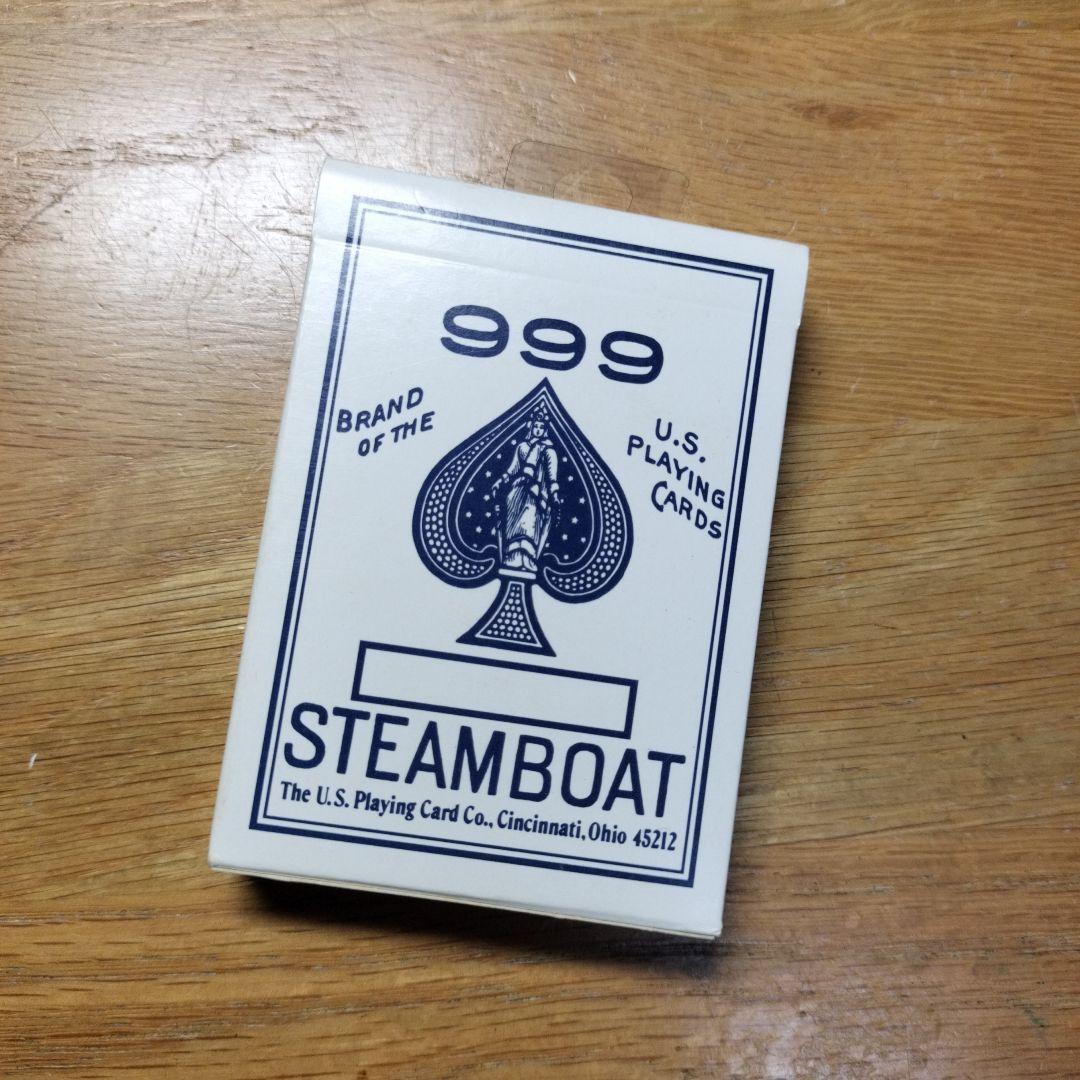 999
BRAND
OF THE
U.S.
PLAYING
CARDS
STEAMBOAT
The U.S. Playing Card Co., Cincinnati, Ohio 45212